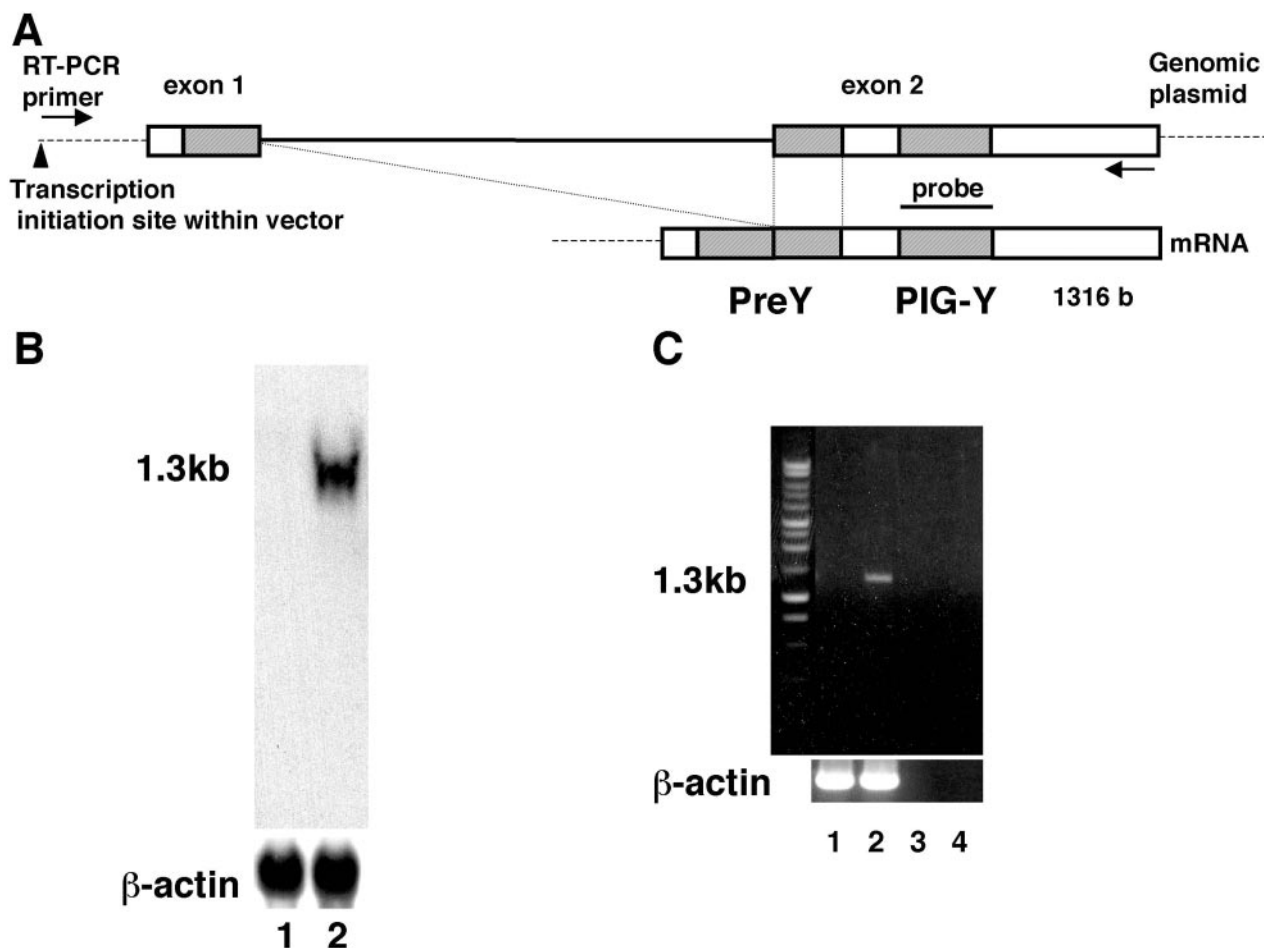 A
RT-PCR
primer
exon 1
exon 2
Genomic
plasmid
Transcription
initiation site within vector
probe
mRNA
PreY
PIG-Y
1316 b
B
1.3kb
β-actin
1 2
C
1.3kb
β-actin
1 2 3 4